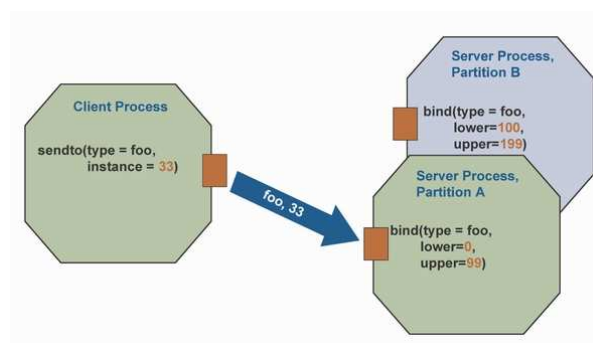 Client Process
sendto(type = foo,
instance = 33)
foo, 33
Server Process,
Partition B
bind(type = foo,
lower=100,
upper=199)
Server Process,
Partition A
bind(type = foo,
lower=0,
upper=99)